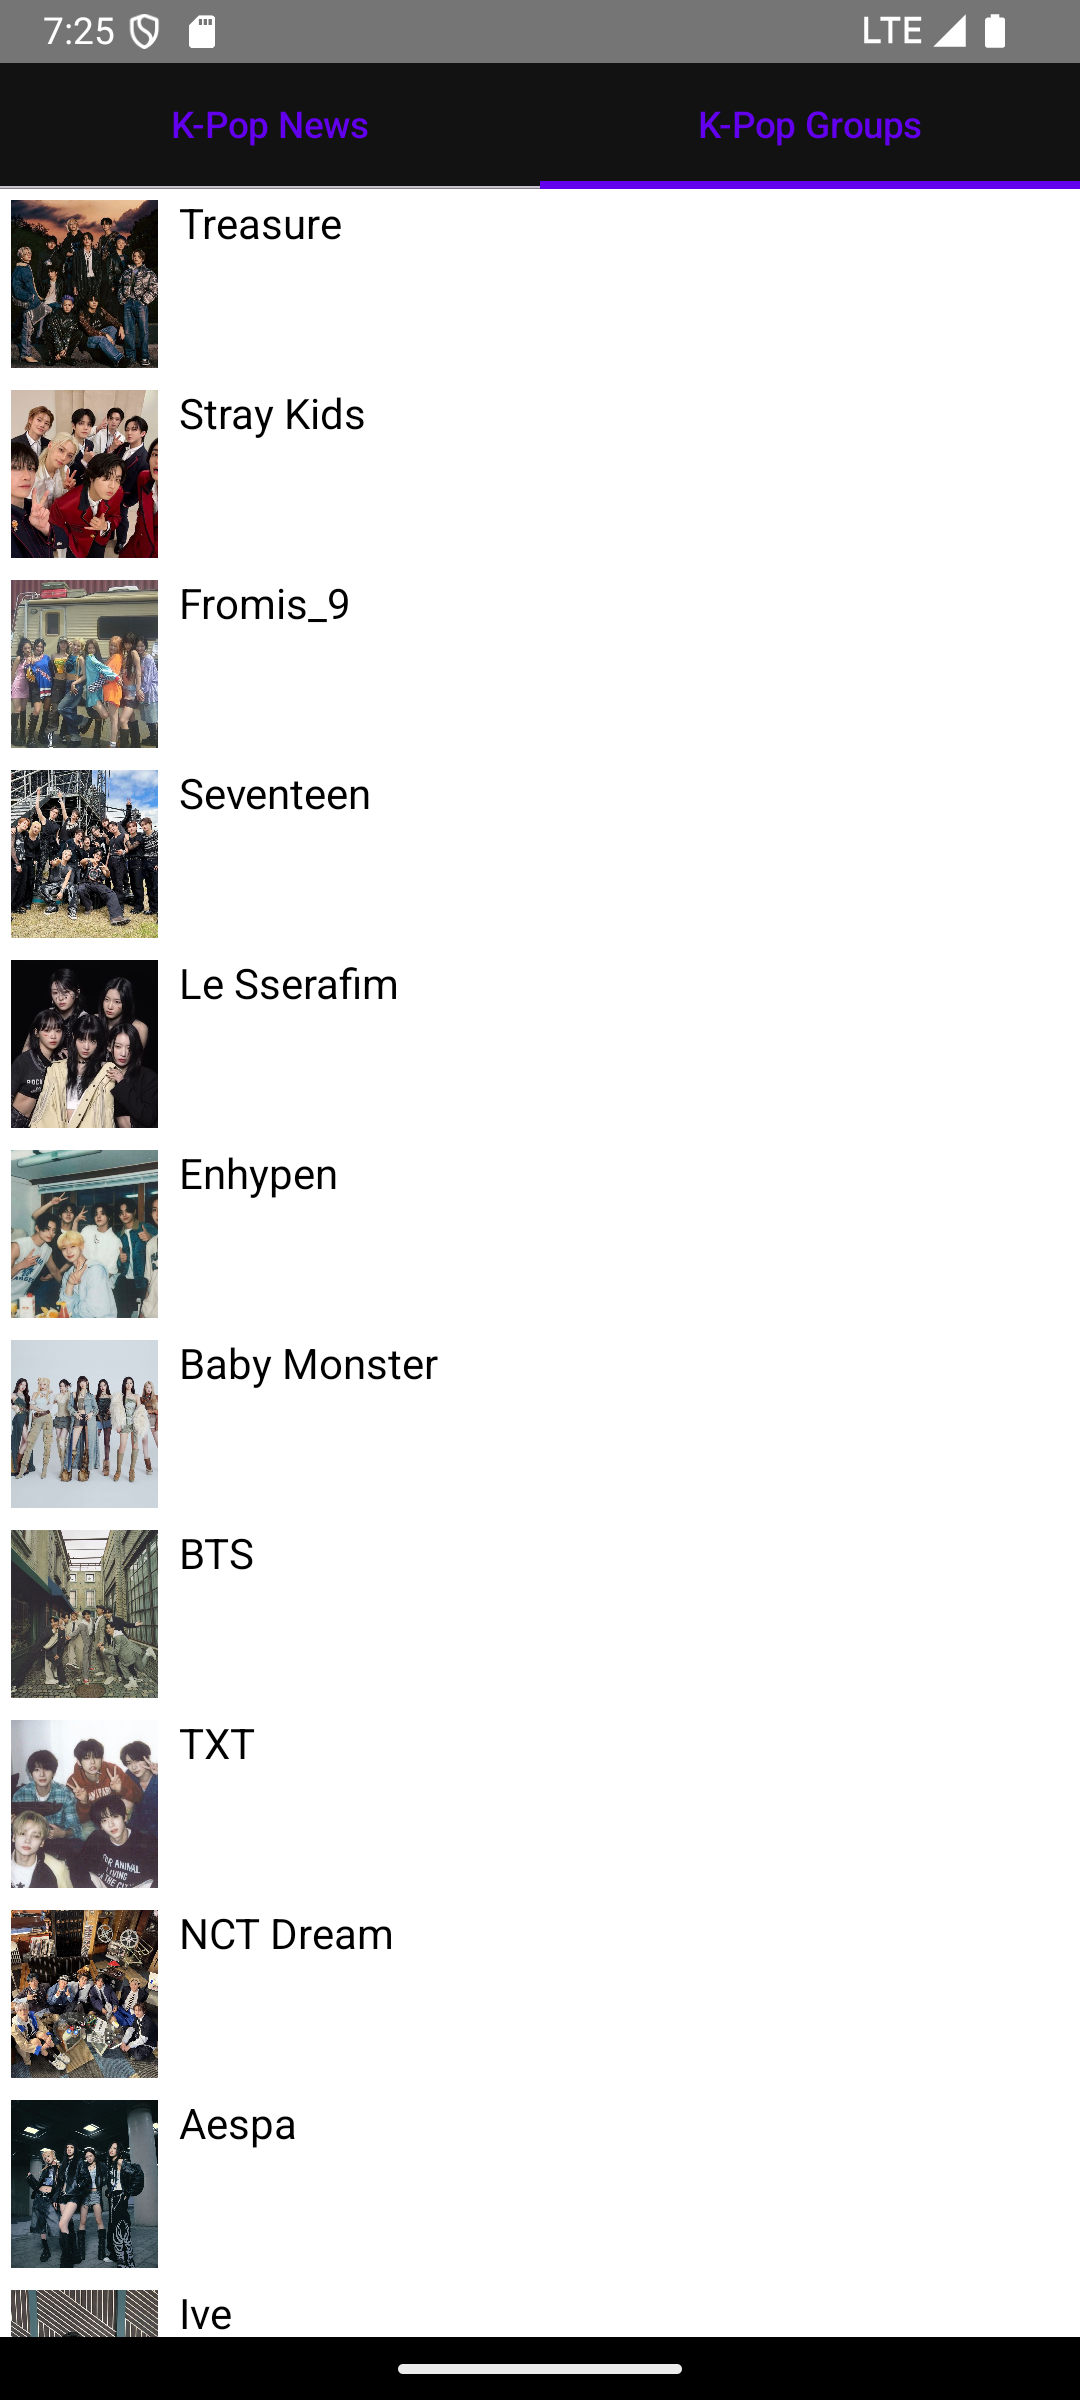 7:25 LTE
K-Pop News K-Pop Groups
Treasure
Stray Kids
Fromis_9
Seventeen
Le Sserafim
Enhypen
Baby Monster
BTS
TXT
NCT Dream
Aespa
Ive